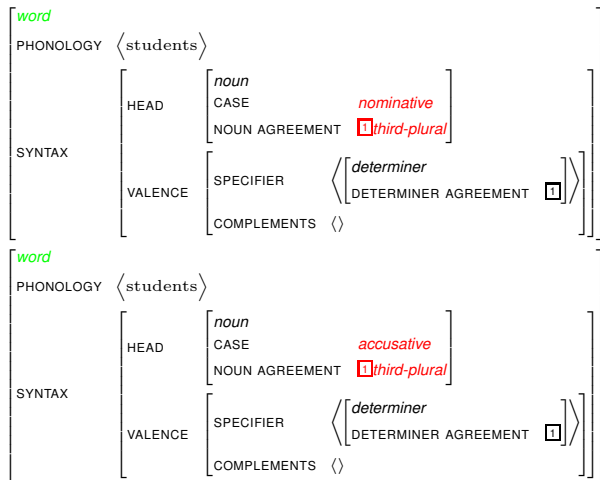 word
PHONOLOGY ⟨students⟩
noun
HEAD CASE nominative
NOUN AGREEMENT 1 third-plural
SYNTAX
determiner
SPECIFIER ⟨ DETERMINER AGREEMENT 1 ⟩
VALENCE
COMPLEMENTS ⟨⟩
word
PHONOLOGY ⟨students⟩
noun
HEAD CASE accusative
NOUN AGREEMENT 1 third-plural
SYNTAX
determiner
SPECIFIER ⟨ DETERMINER AGREEMENT 1 ⟩
VALENCE
COMPLEMENTS ⟨⟩